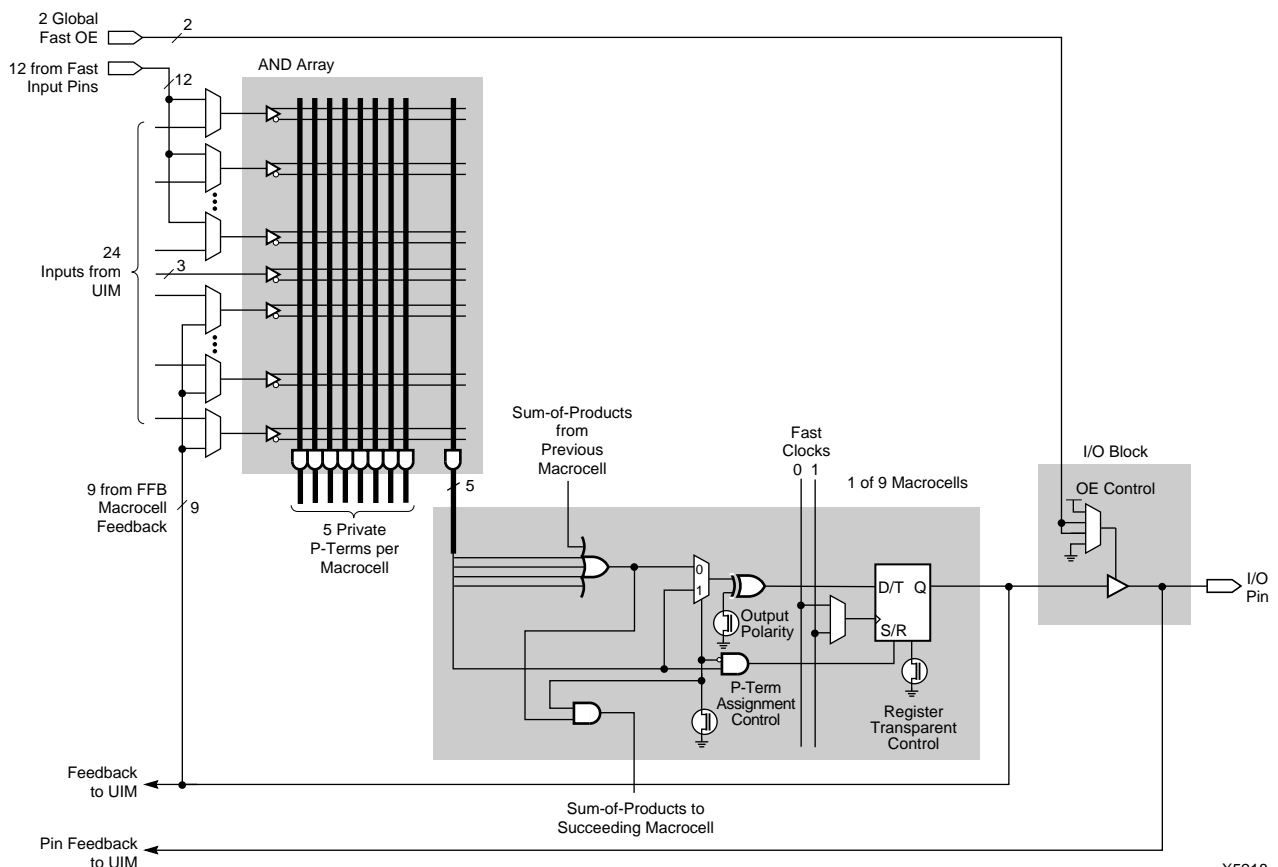 2 Global
Fast OE
2
12 from Fast
Input Pins
12
AND Array
24
Inputs from
UIM
3
9 from FFB
Macrocell
Feedback
9
5 Private
P-Terms per
Macrocell
5
Sum-of-Products
from
Previous
Macrocell
Fast
Clocks
0 1
1 of 9 Macrocells
I/O Block
OE Control
0
1
Output
Polarity
D/T Q
S/R
I/O
Pin
P-Term
Assignment
Control
Register
Transparent
Control
Feedback
to UIM
Sum-of-Products to
Succeeding Macrocell
Pin Feedback
to UIM